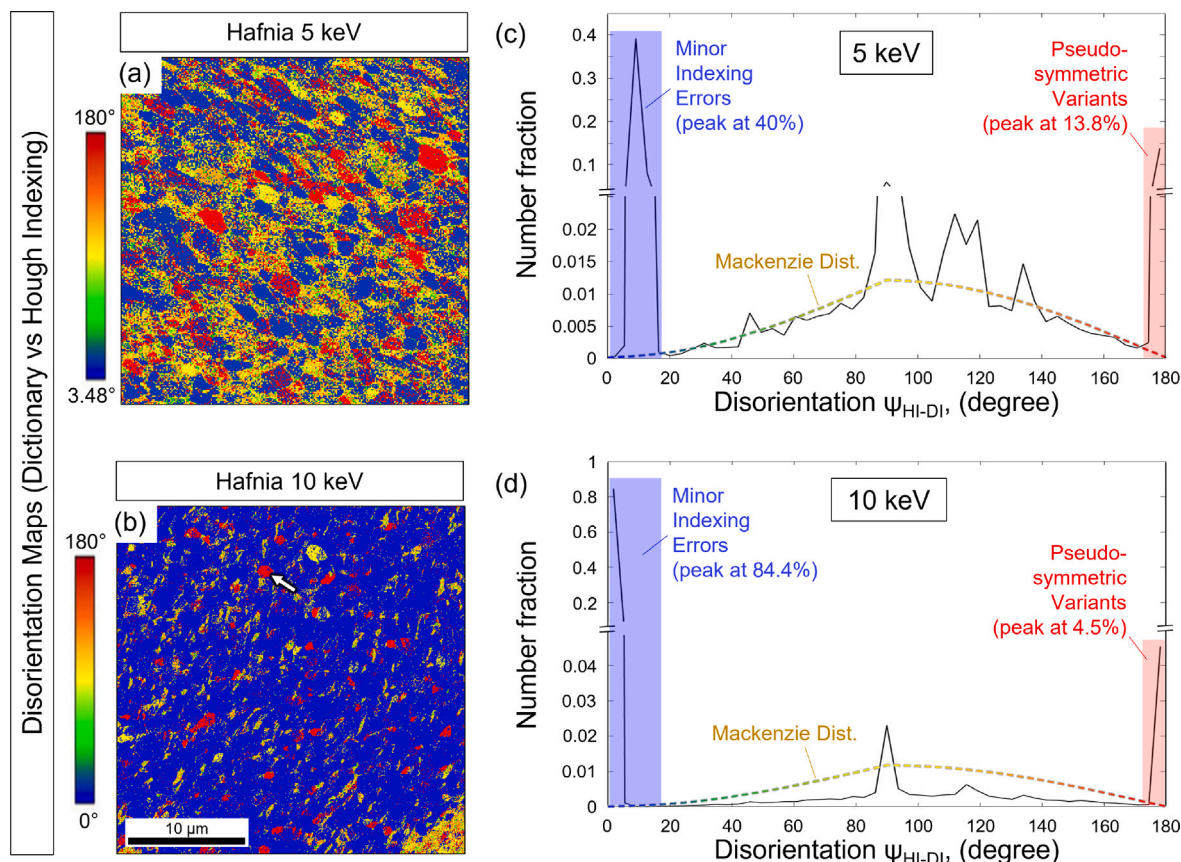 Disorientation Maps (Dictionary vs Hough Indexing)
Hafnia 5 keV
(a)
180°
3.48°
Hafnia 10 keV
(b)
180°
0°
10 µm
(c)
5 keV
Minor
Indexing
Errors
(peak at 40%)
Pseudo-
symmetric
Variants
(peak at 13.8%)
Mackenzie Dist.
Number fraction
0.4
0.3
0.2
0.1
0.02
0.015
0.01
0.005
0
0 20 40 60 80 100 120 140 160 180
Disorientation ψHI-DI, (degree)
(d)
10 keV
Minor
Indexing
Errors
(peak at 84.4%)
Pseudo-
symmetric
Variants
(peak at 4.5%)
Mackenzie Dist.
Number fraction
1
0.8
0.6
0.4
0.2
0.04
0.03
0.02
0.01
0
0 20 40 60 80 100 120 140 160 180
Disorientation ψHI-DI, (degree)